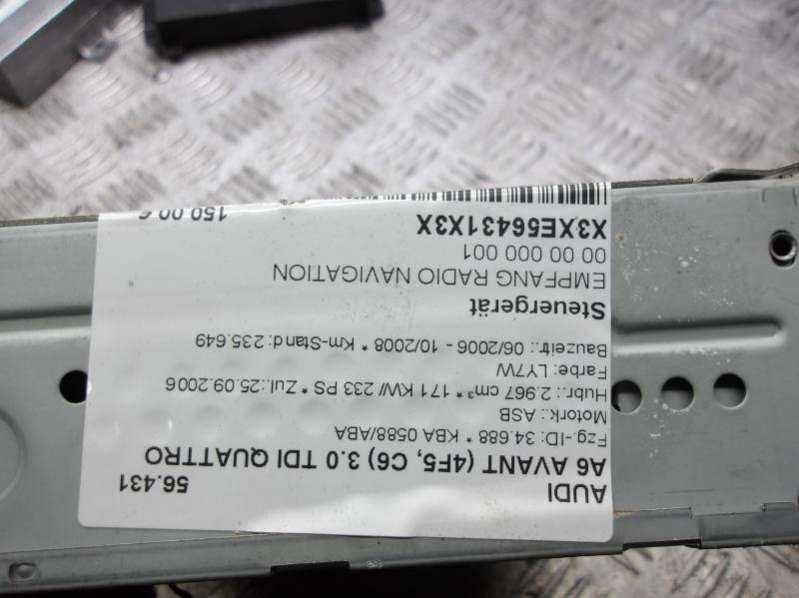 AUDI 56.431
A6 AVANT (4F5, C6) 3.0 TDI QUATTRO
Fzg.-ID: 34.688 * KBA 0588/ABA
Motork.: ASB
Hubr.: 2.967 cm³ * 171 KW/ 233 PS * Zul.:25.09.2006
Farbe: LY7W
Bauzeitr.: 06/2006 - 10/2008 * Km-Stand: 235.649
Steuergerät
EMPFANG RADIO NAVIGATION
00 00 000 001
X3XE56431X3X 150,00 €